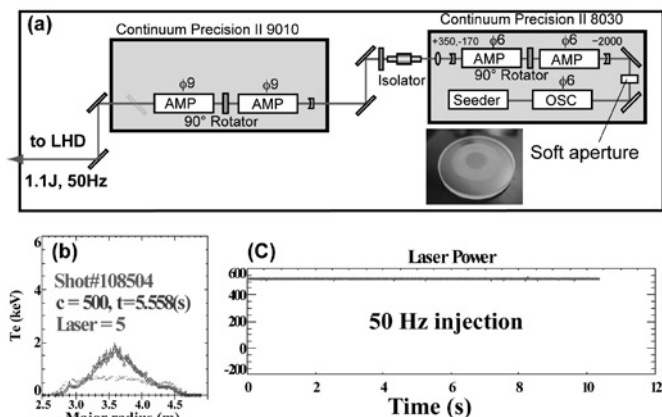 (a)
Continuum Precision II 9010
Continuum Precision II 8030
ϕ9
AMP
ϕ9
AMP
90° Rotator
Isolator
+350,-170
ϕ6
AMP
ϕ6
AMP
−2000
90° Rotator
ϕ6
Seeder
OSC
Soft aperture
to LHD
1.1J, 50Hz
(b)
Te (keV)
6
4
2
0
Shot#108504
c = 500, t=5.558(s)
Laser = 5
2.5 3.0 3.5 4.0 4.5
Major radius (m)
(C)
Laser Power
600
400
200
0
-200
50 Hz injection
0 2 4 6 8 10 12
Time (s)